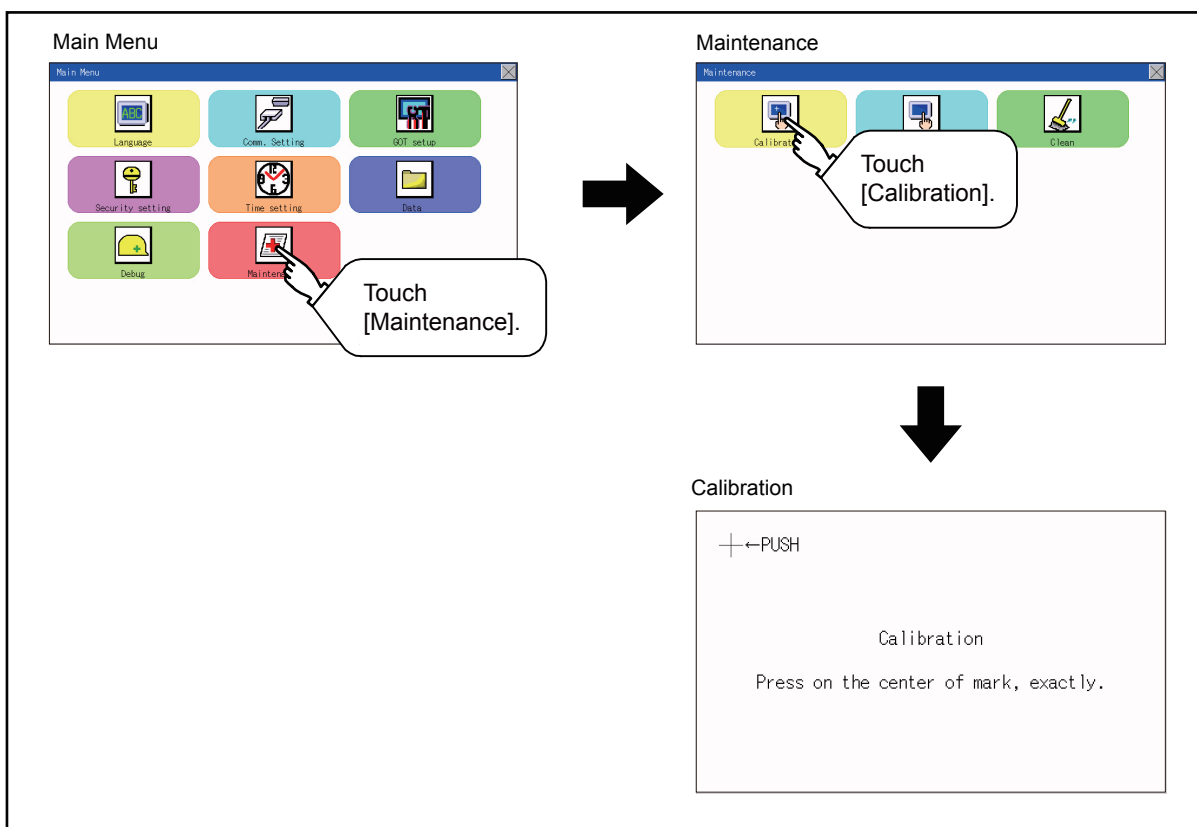 Main Menu
Main Menu
ABC
Language
Comm. Setting
GOT setup
Security setting
Time setting
Data
Debug
Touch
[Maintenance].
Maintenance
Maintenance
Clean
Touch
[Calibration].
Calibration
←PUSH
Calibration
Press on the center of mark, exactly.